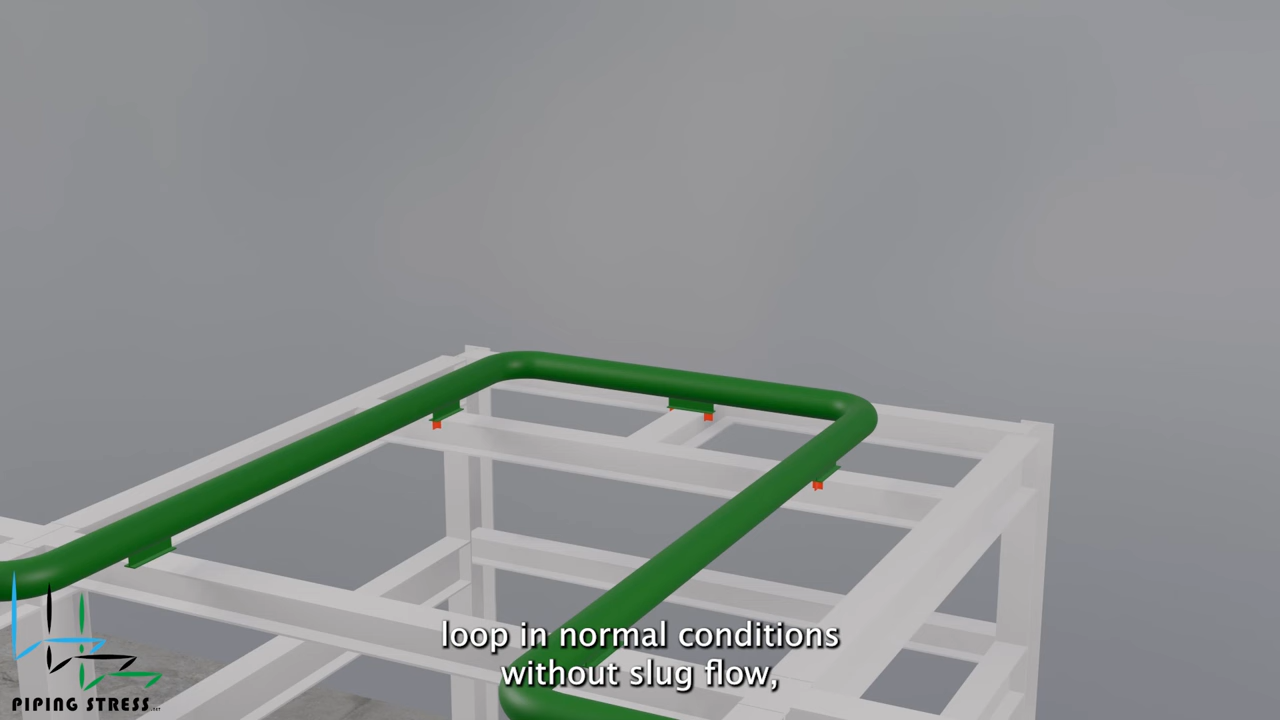 loop in normal conditions
without slug flow,
PIPING STRESS